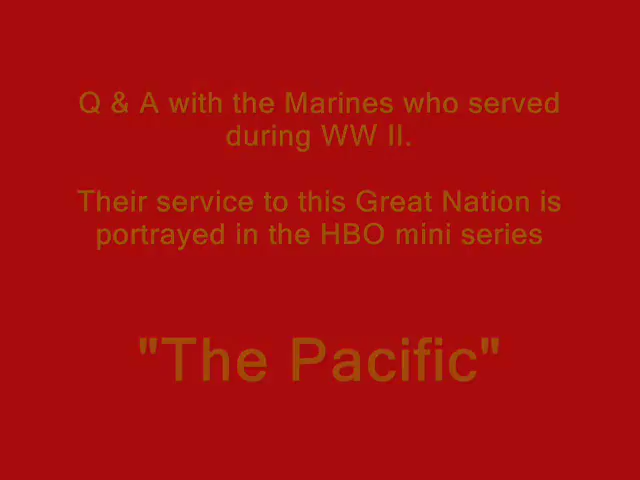 Q & A with the Marines who served
during WW II.
Their service to this Great Nation is
portrayed in the HBO mini series
"The Pacific"